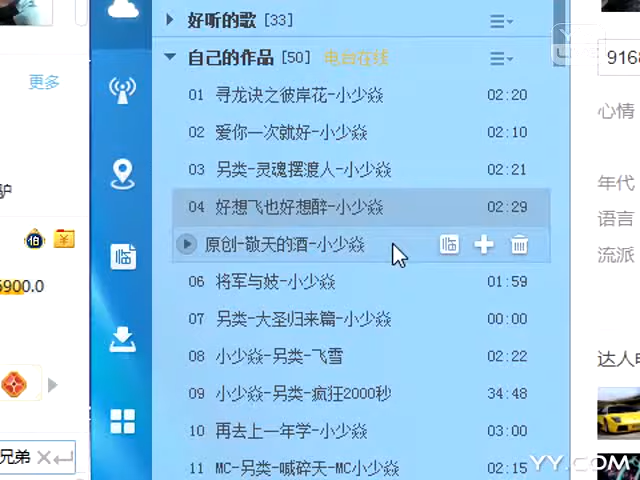 好听的歌 [33]
自己的作品 [50] 电台在线
更多
01 寻龙诀之彼岸花-小少焱 02:20
02 爱你一次就好-小少焱 02:10
03 另类-灵魂摆渡人-小少焱 02:21
04 好想飞也好想醉-小少焱 02:29
原创-敬天的酒-小少焱 临
06 将军与妓-小少焱 01:59
07 另类-大圣归来篇-小少焱 00:00
08 小少焱-另类-飞雪 02:22
09 小少焱-另类-疯狂2000秒 34:48
10 再去上一年学-小少焱 03:00
11 MC-另类-喊碎天-MC小少焱 02:15
临
驴
伯 ¥
5900.0
兄弟
9168
心情
年代
语言
流派
达人电
YY.COM